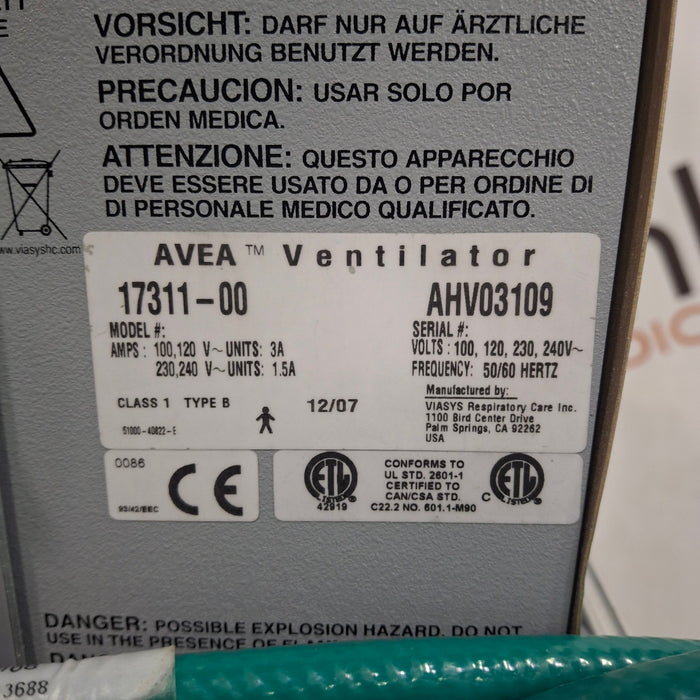 VORSICHT: DARF NUR AUF ÄRZTLICHE
VERORDNUNG BENUTZT WERDEN.
PRECAUCION: USAR SOLO POR
ORDEN MEDICA.
ATTENZIONE: QUESTO APPARECCHIO
DEVE ESSERE USATO DA O PER ORDINE DI
DI PERSONALE MEDICO QUALIFICATO.
www.viasyshc.com
AVEA™ Ventilator
17311-00
MODEL #:
AMPS: 100,120 V~UNITS: 3A
230,240 V~UNITS: 1.5A
CLASS 1 TYPE B
12/07
51000-40822-E
AHV03109
SERIAL #:
VOLTS: 100, 120, 230, 240V~
FREQUENCY: 50/60 HERTZ
Manufactured by:
VIASYS Respiratory Care Inc.
1100 Bird Center Drive
Palm Springs, CA 92262
USA
0086
CE
93/42/EEC
ETL
LISTED
42919
CONFORMS TO
UL STD. 2601-1
CERTIFIED TO
CAN/CSA STD.
C22.2 NO. 601.1-M90
C
ETL
LISTED
DANGER: POSSIBLE EXPLOSION HAZARD. DO NOT
USE IN THE PRESENCE OF
3688